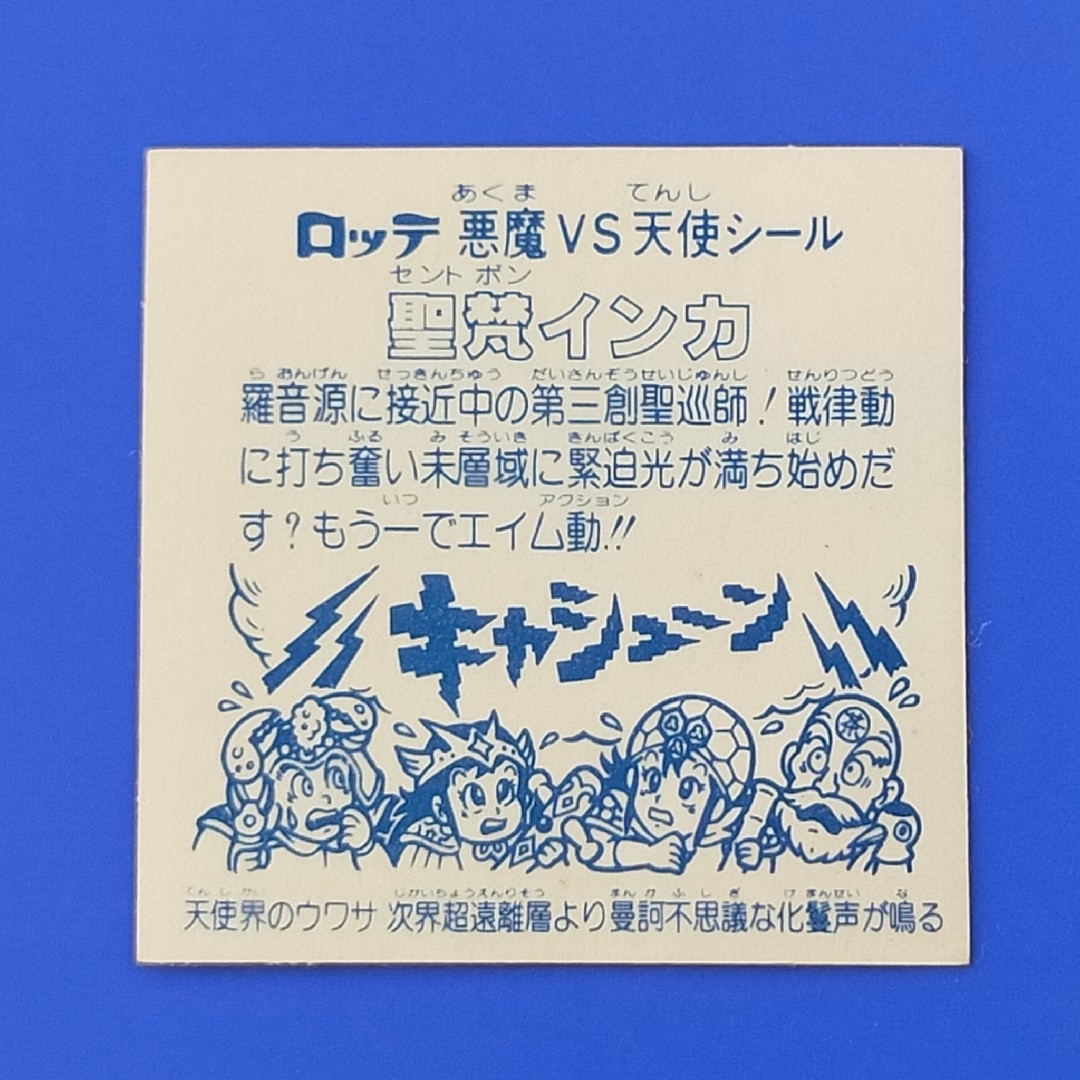 あくま てんし
ロッテ 悪魔VS天使シール
セント ボン
聖梵インカ
ら おんげん せっきんちゅう だいさんそうせいじゅんし せんりつどう
羅音源に接近中の第三創聖巡師！戦律動
う ふる み そういき きんぱくこう み はじ
に打ち奮い未層域に緊迫光が満ち始めだ
いつ アクション
す？もう一でエイム動!!
キャシューン
茶
てんしかい じかいちょうえんりそう まんかふしぎ けまんせい な
天使界のウワサ 次界超遠離層より曼訶不思議な化鬘声が鳴る